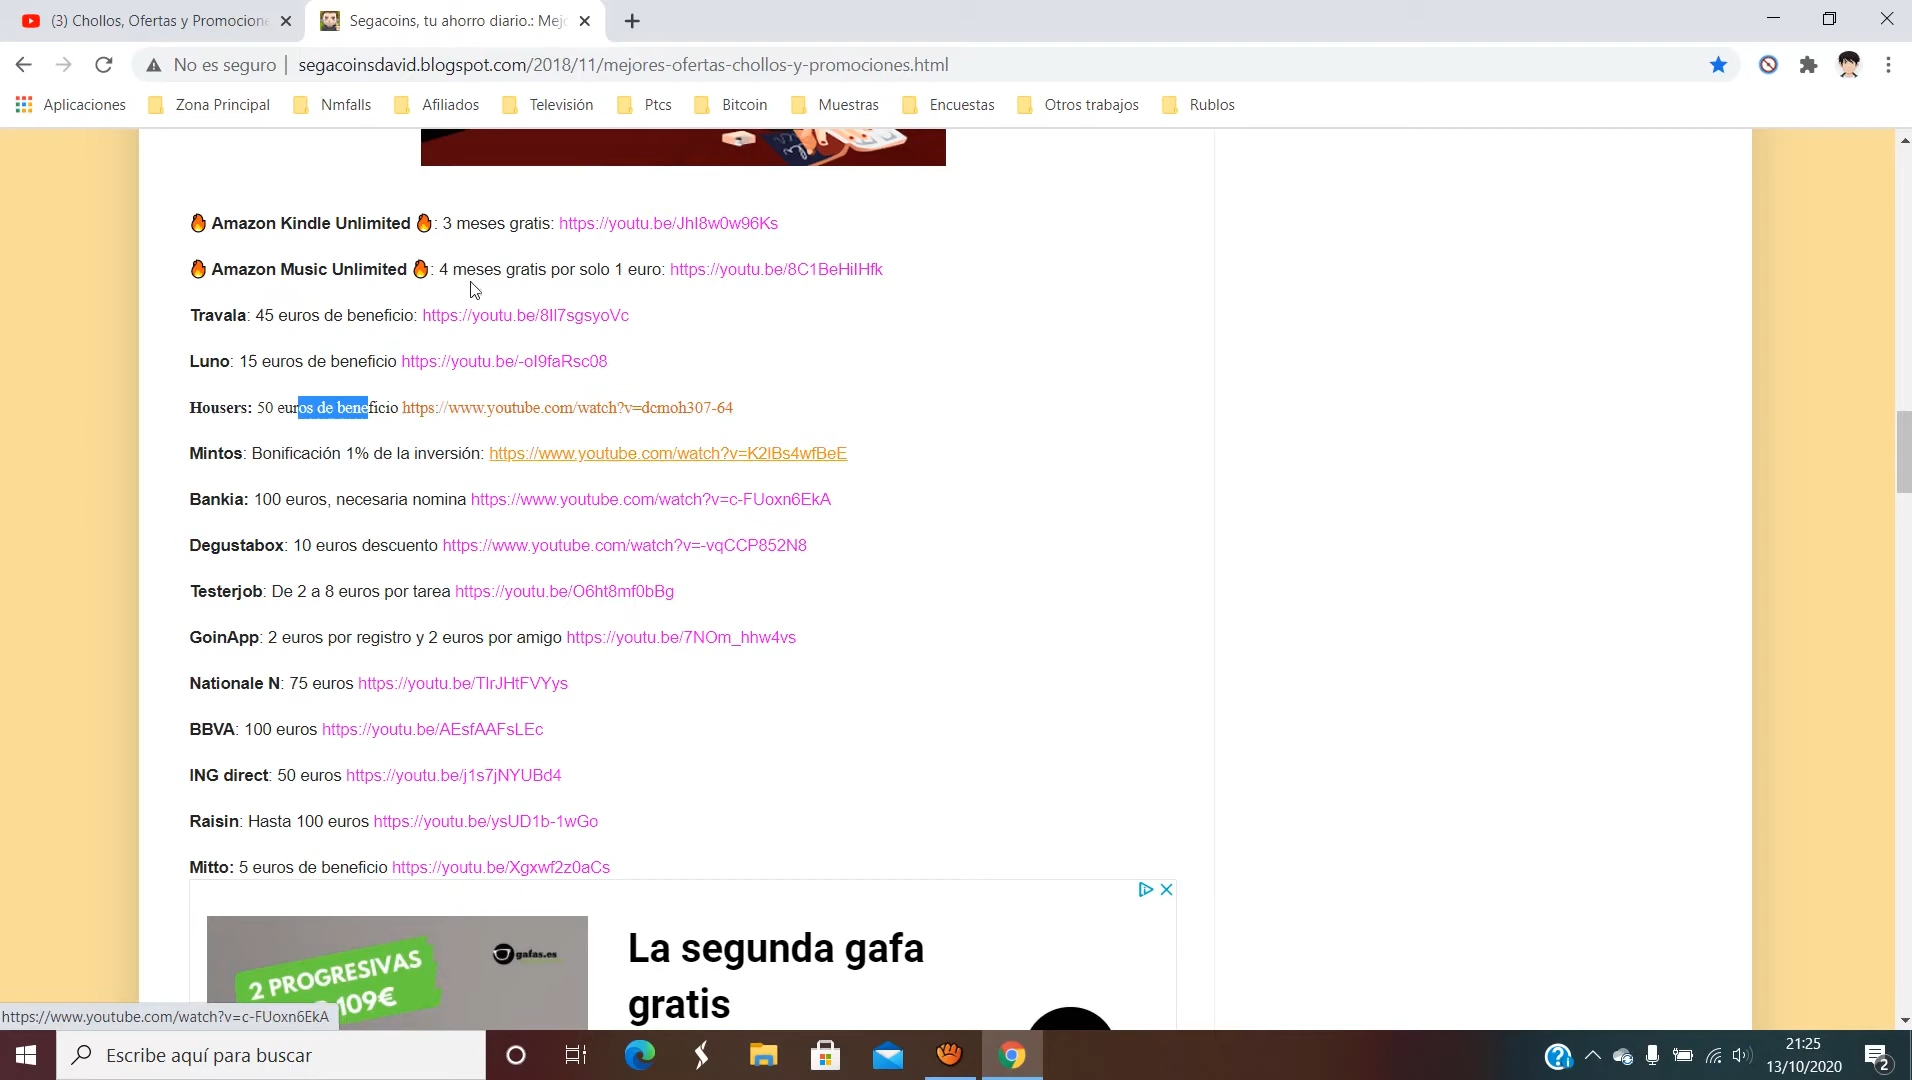 (3) Chollos, Ofertas y Promocione
Segacoins, tu ahorro diario.: Mejo
No es seguro | segacoinsdavid.blogspot.com/2018/11/mejores-ofertas-chollos-y-promociones.html
Aplicaciones Zona Principal Nmfalls Afiliados Televisión Ptcs Bitcoin Muestras Encuestas Otros trabajos Rublos
🔥 Amazon Kindle Unlimited 🔥: 3 meses gratis: https://youtu.be/JhI8w0w96Ks
🔥 Amazon Music Unlimited 🔥: 4 meses gratis por solo 1 euro: https://youtu.be/8C1BeHiIHfk
Travala: 45 euros de beneficio: https://youtu.be/8Il7sgsyoVc
Luno: 15 euros de beneficio https://youtu.be/-oI9faRsc08
Housers: 50 euros de beneficio https://www.youtube.com/watch?v=dcmoh307-64
Mintos: Bonificación 1% de la inversión: https://www.youtube.com/watch?v=K2lBs4wfBeE
Bankia: 100 euros, necesaria nomina https://www.youtube.com/watch?v=c-FUoxn6EkA
Degustabox: 10 euros descuento https://www.youtube.com/watch?v=-vqCCP852N8
Testerjob: De 2 a 8 euros por tarea https://youtu.be/O6ht8mf0bBg
GoinApp: 2 euros por registro y 2 euros por amigo https://youtu.be/7NOm_hhw4vs
Nationale N: 75 euros https://youtu.be/TlrJHtFVYys
BBVA: 100 euros https://youtu.be/AEsfAAFsLEc
ING direct: 50 euros https://youtu.be/j1s7jNYUBd4
Raisin: Hasta 100 euros https://youtu.be/ysUD1b-1wGo
Mitto: 5 euros de beneficio https://youtu.be/Xgxwf2z0aCs
gafas.es
2 PROGRESIVAS
109€
La segunda gafa
gratis
https://www.youtube.com/watch?v=c-FUoxn6EkA
Escribe aquí para buscar
21:25
13/10/2020
2